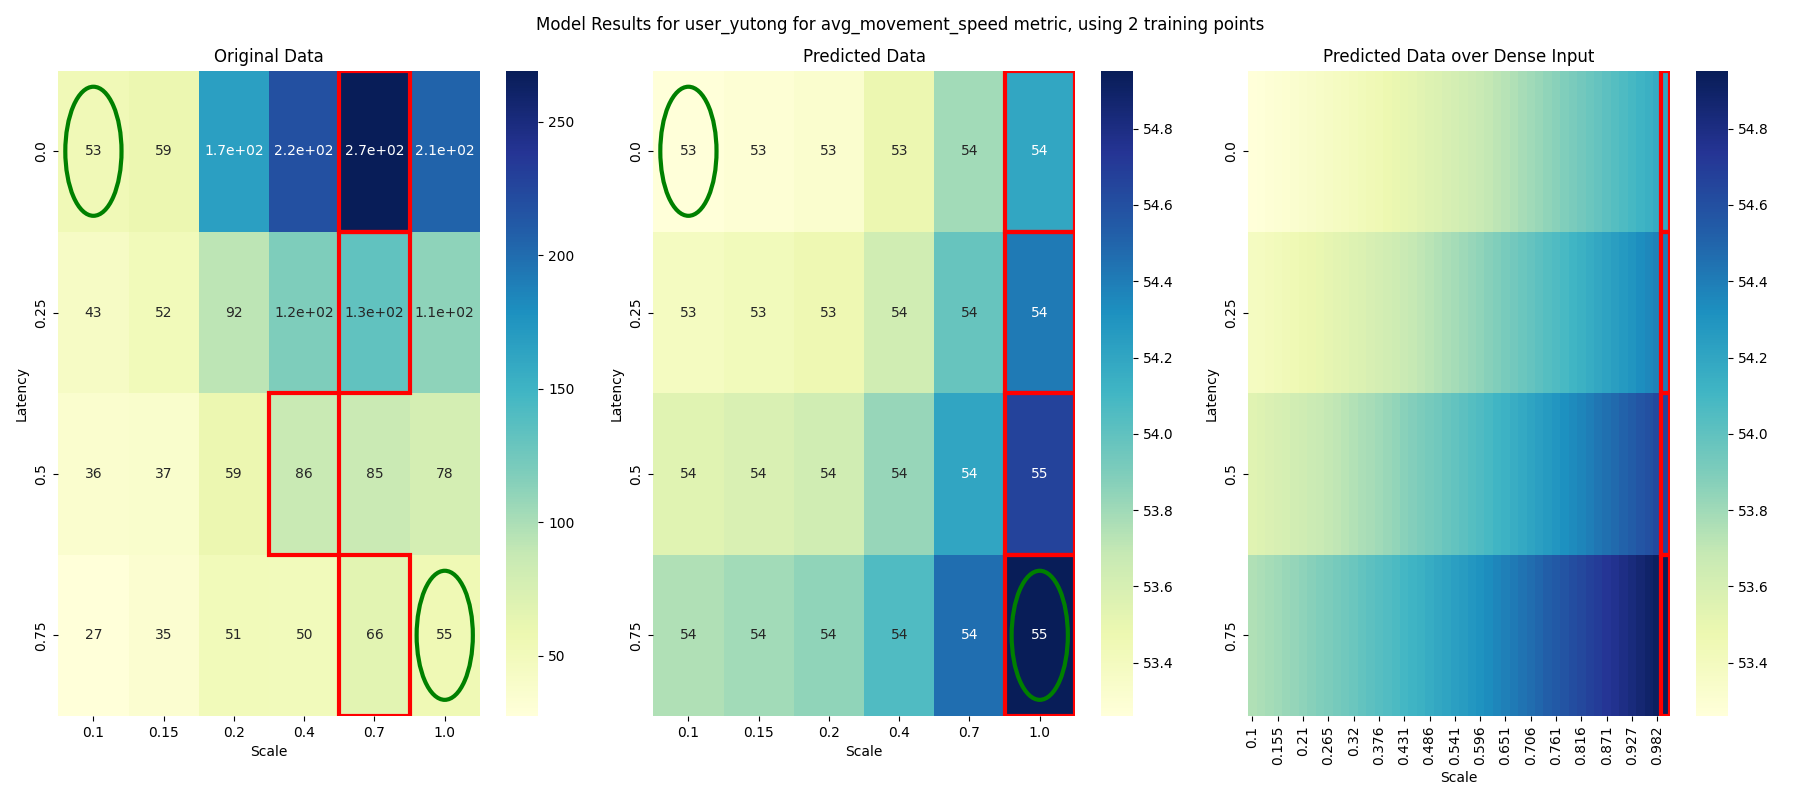 Model Results for user_yutong for avg_movement_speed metric, using 2 training points
Original Data
Latency
0.0
0.25
0.5
0.75
53 59 1.7e+02 2.2e+02 2.7e+02 2.1e+02
43 52 92 1.2e+02 1.3e+02 1.1e+02
36 37 59 86 85 78
27 35 51 50 66 55
0.1 0.15 0.2 0.4 0.7 1.0
Scale
250
200
150
100
50
Predicted Data
Latency
0.0
0.25
0.5
0.75
53 53 53 53 54 54
53 53 53 54 54 54
54 54 54 54 54 55
54 54 54 54 54 55
0.1 0.15 0.2 0.4 0.7 1.0
Scale
54.8
54.6
54.4
54.2
54.0
53.8
53.6
53.4
Predicted Data over Dense Input
Latency
0.0
0.25
0.5
0.75
0.1 0.155 0.21 0.265 0.32 0.376 0.431 0.486 0.541 0.596 0.651 0.706 0.761 0.816 0.871 0.927 0.982
Scale
54.8
54.6
54.4
54.2
54.0
53.8
53.6
53.4